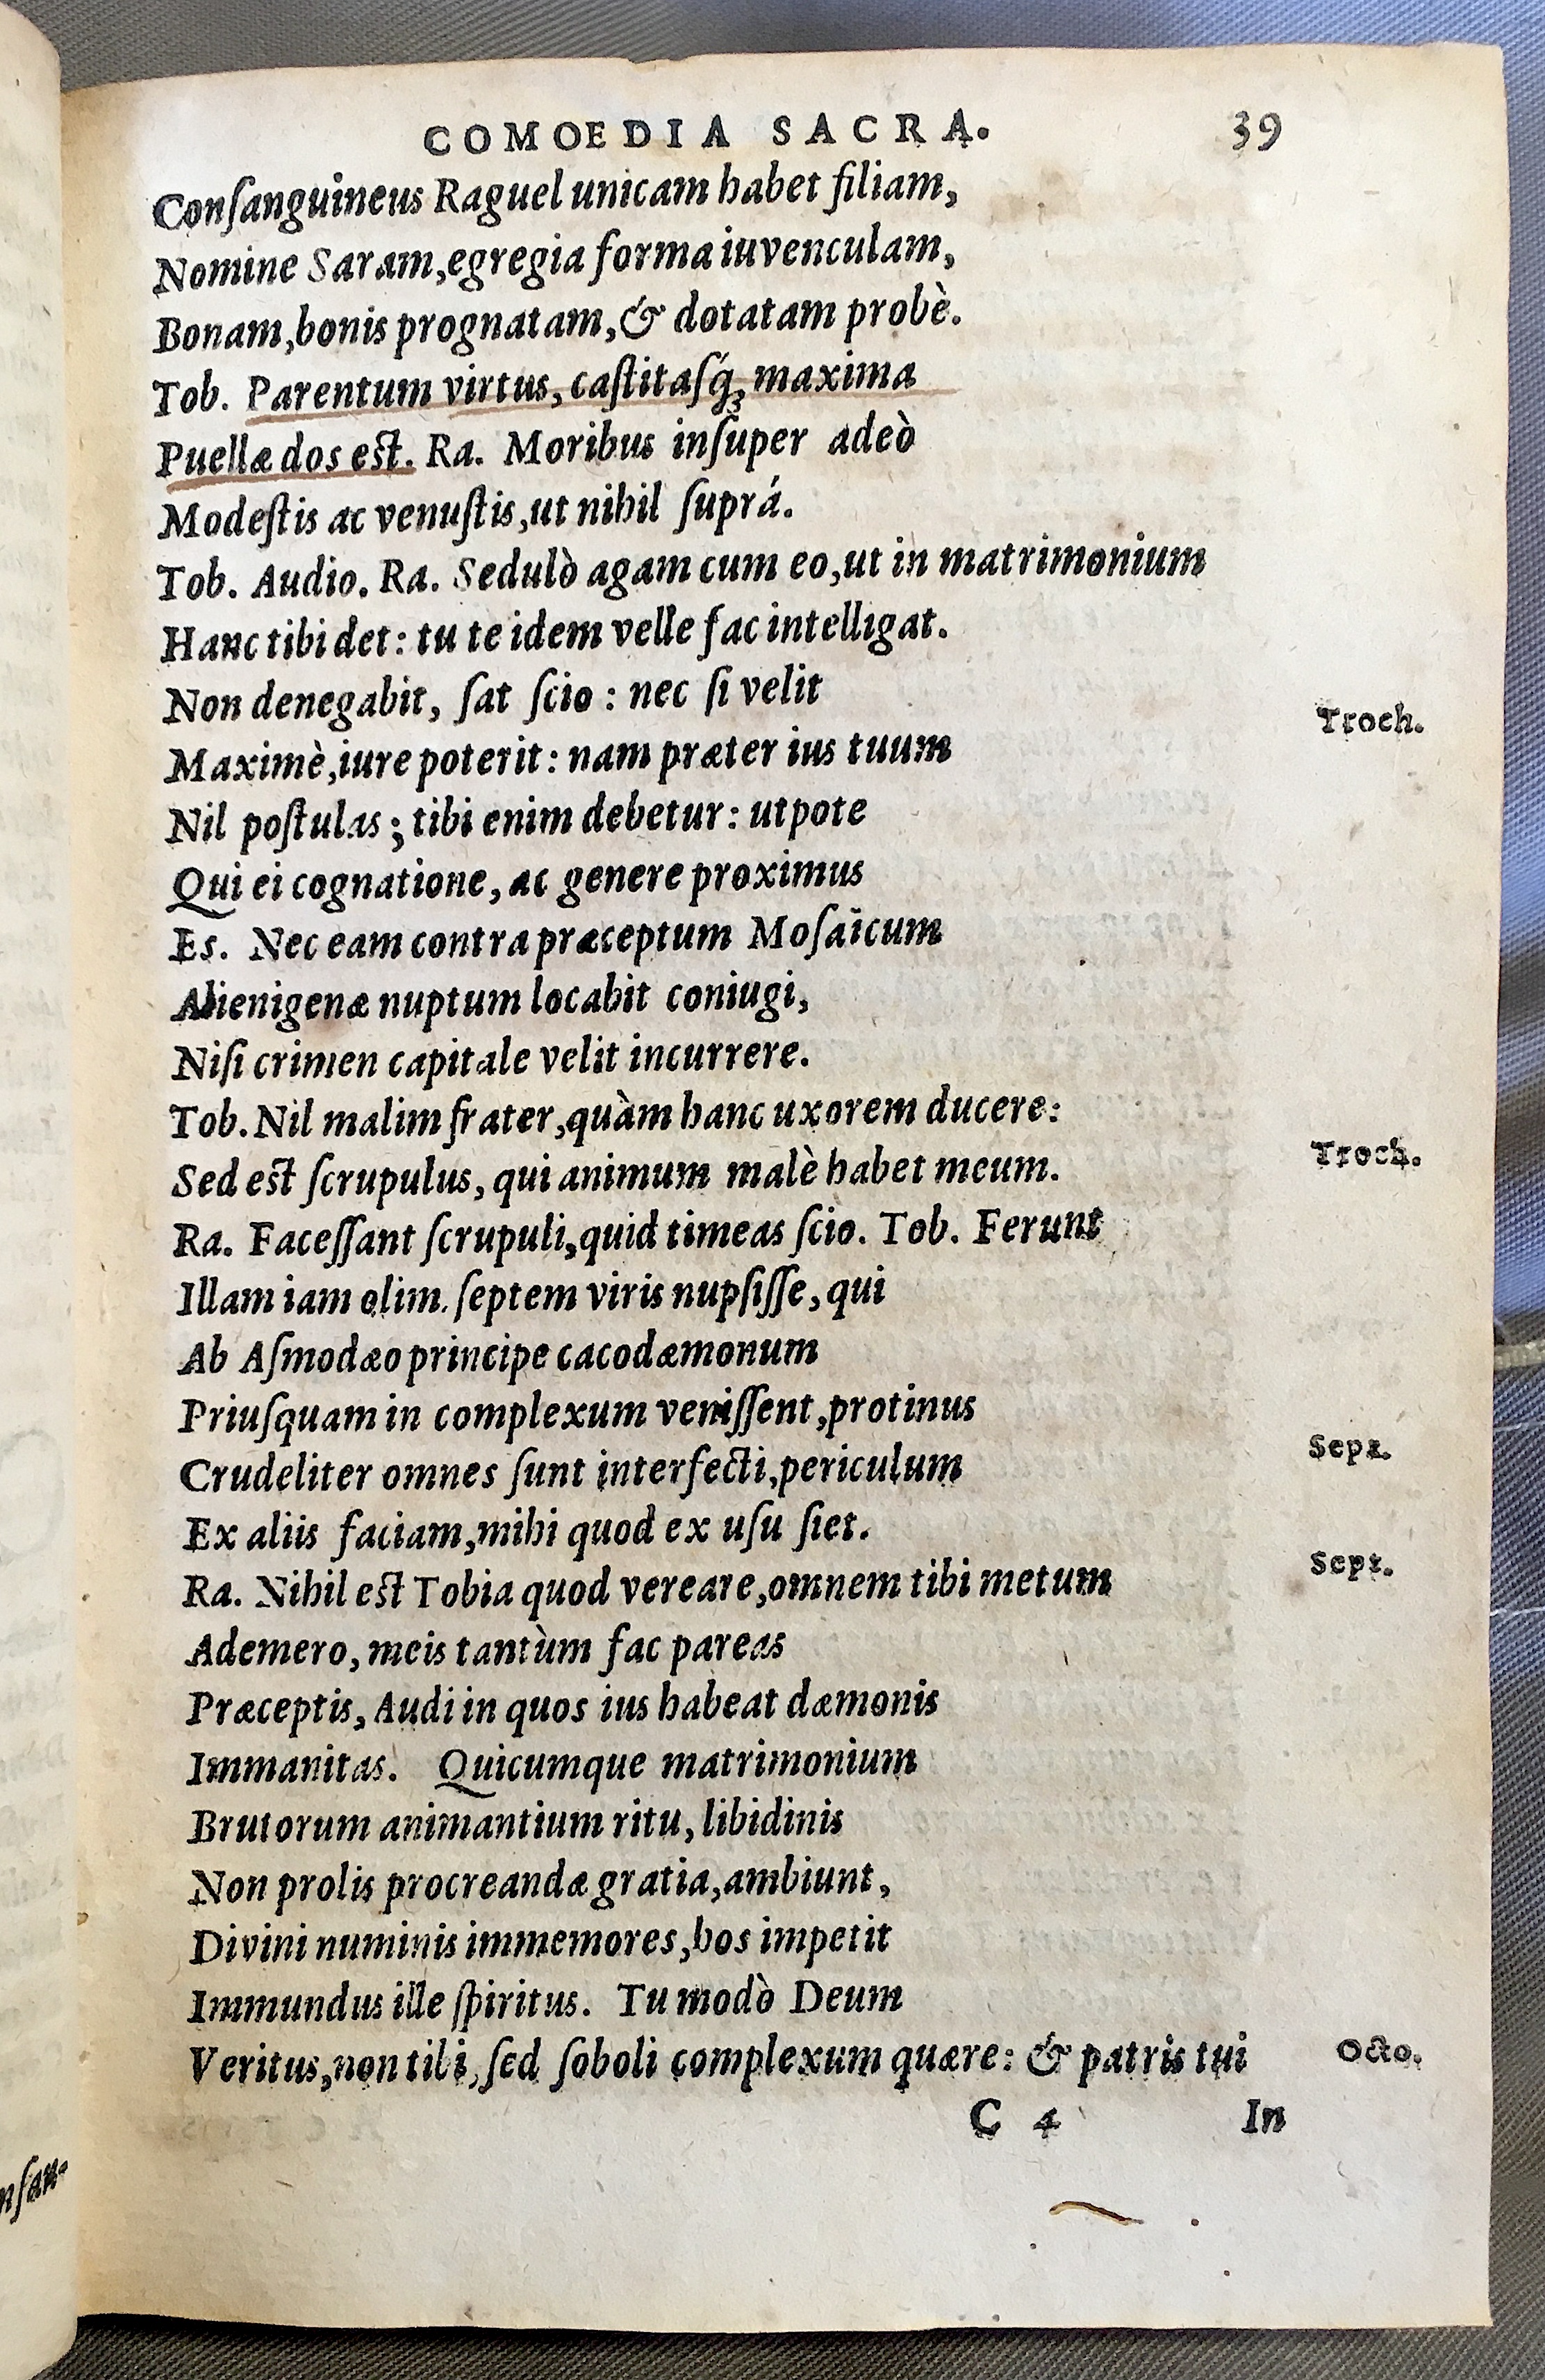 COMOEDIA SACRA. 39
Conſanguineus Raguel unicam habet filiam,
Nomine Saram, egregia forma iuvenculam,
Bonam, bonis prognatam, & dotatam probè.
Tob. Parentum virtus, caſtitaſq́ꝫ maxima
Puellæ dos est. Ra. Moribus inſuper adeò
Modeſtis ac venuſtis, ut nihil ſuprá.
Tob. Audio. Ra. Sedulò agam cum eo, ut in matrimonium
Hanc tibi det: tu te idem velle fac intelligat.
Non denegabit, ſat ſcio: nec ſi velit Troch.
Maximè, iure poterit: nam præter ius tuum
Nil poſtulas; tibi enim debetur: utpote
Qui ei cognatione, ac genere proximus
Es. Nec eam contra præceptum Moſaïcum
Alienigenæ nuptum locabit coniugi,
Niſi crimen capitale velit incurrere.
Tob. Nil malim frater, quàm hanc uxorem ducere:
Sed est ſcrupulus, qui animum malè habet meum. Troch.
Ra. Faceſſant ſcrupuli, quid timeas ſcio. Tob. Ferunt
Illam iam olim. ſeptem viris nupſiſſe, qui
Ab Aſmodæo principe cacodæmonum
Priuſquam in complexum veniſſent, protinus
Crudeliter omnes ſunt interfecti, periculum Sept.
Ex aliis faciam, mihi quod ex uſu ſiet.
Ra. Nihil est Tobia quod vereare, omnem tibi metum Sept.
Ademero, meis tantùm fac pareas
Præceptis, Audi in quos ius habeat dæmonis
Immanitas. Quicumque matrimonium
Brutorum animantium ritu, libidinis
Non prolis procreandæ gratia, ambiunt,
Divini numinis immemores, hos impetit
Immundus ille ſpiritus. Tu modò Deum
Veritus, non tibi, ſed ſoboli complexum quære: & patris tui Octo.
C 4 In
nſan-